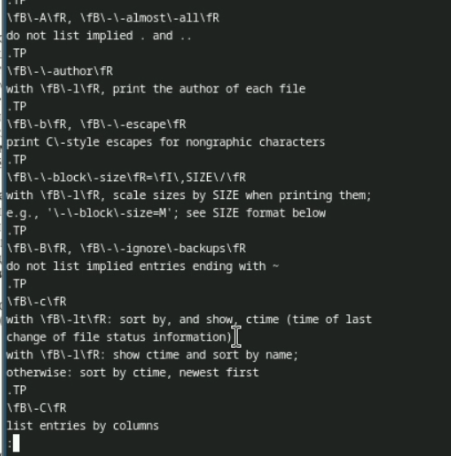 .TP
\fB\-A\fR, \fB\-\-almost\-all\fR
do not list implied . and ..
.TP
\fB\-\-author\fR
with \fB\-l\fR, print the author of each file
.TP
\fB\-b\fR, \fB\-\-escape\fR
print C\-style escapes for nongraphic characters
.TP
\fB\-\-block\-size\fR=\fI\,SIZE\/\fR
with \fB\-l\fR, scale sizes by SIZE when printing them;
e.g., '\-\-block\-size=M'; see SIZE format below
.TP
\fB\-B\fR, \fB\-\-ignore\-backups\fR
do not list implied entries ending with ~
.TP
\fB\-c\fR
with \fB\-lt\fR: sort by, and show, ctime (time of last
change of file status information);
with \fB\-l\fR: show ctime and sort by name;
otherwise: sort by ctime, newest first
.TP
\fB\-C\fR
list entries by columns
: